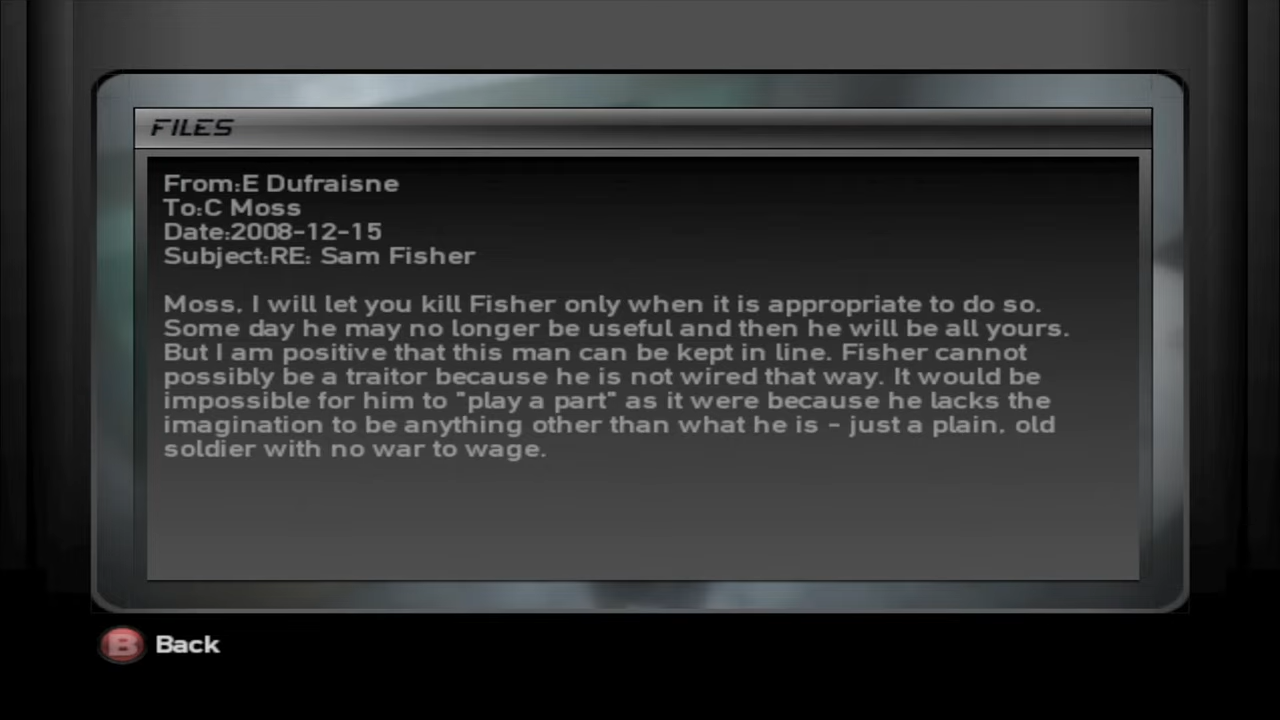 FILES
From:E Dufraisne
To:C Moss
Date:2008-12-15
Subject:RE: Sam Fisher
Moss, I will let you kill Fisher only when it is appropriate to do so.
Some day he may no longer be useful and then he will be all yours.
But I am positive that this man can be kept in line. Fisher cannot
possibly be a traitor because he is not wired that way. It would be
impossible for him to "play a part" as it were because he lacks the
imagination to be anything other than what he is - just a plain, old
soldier with no war to wage.
B Back